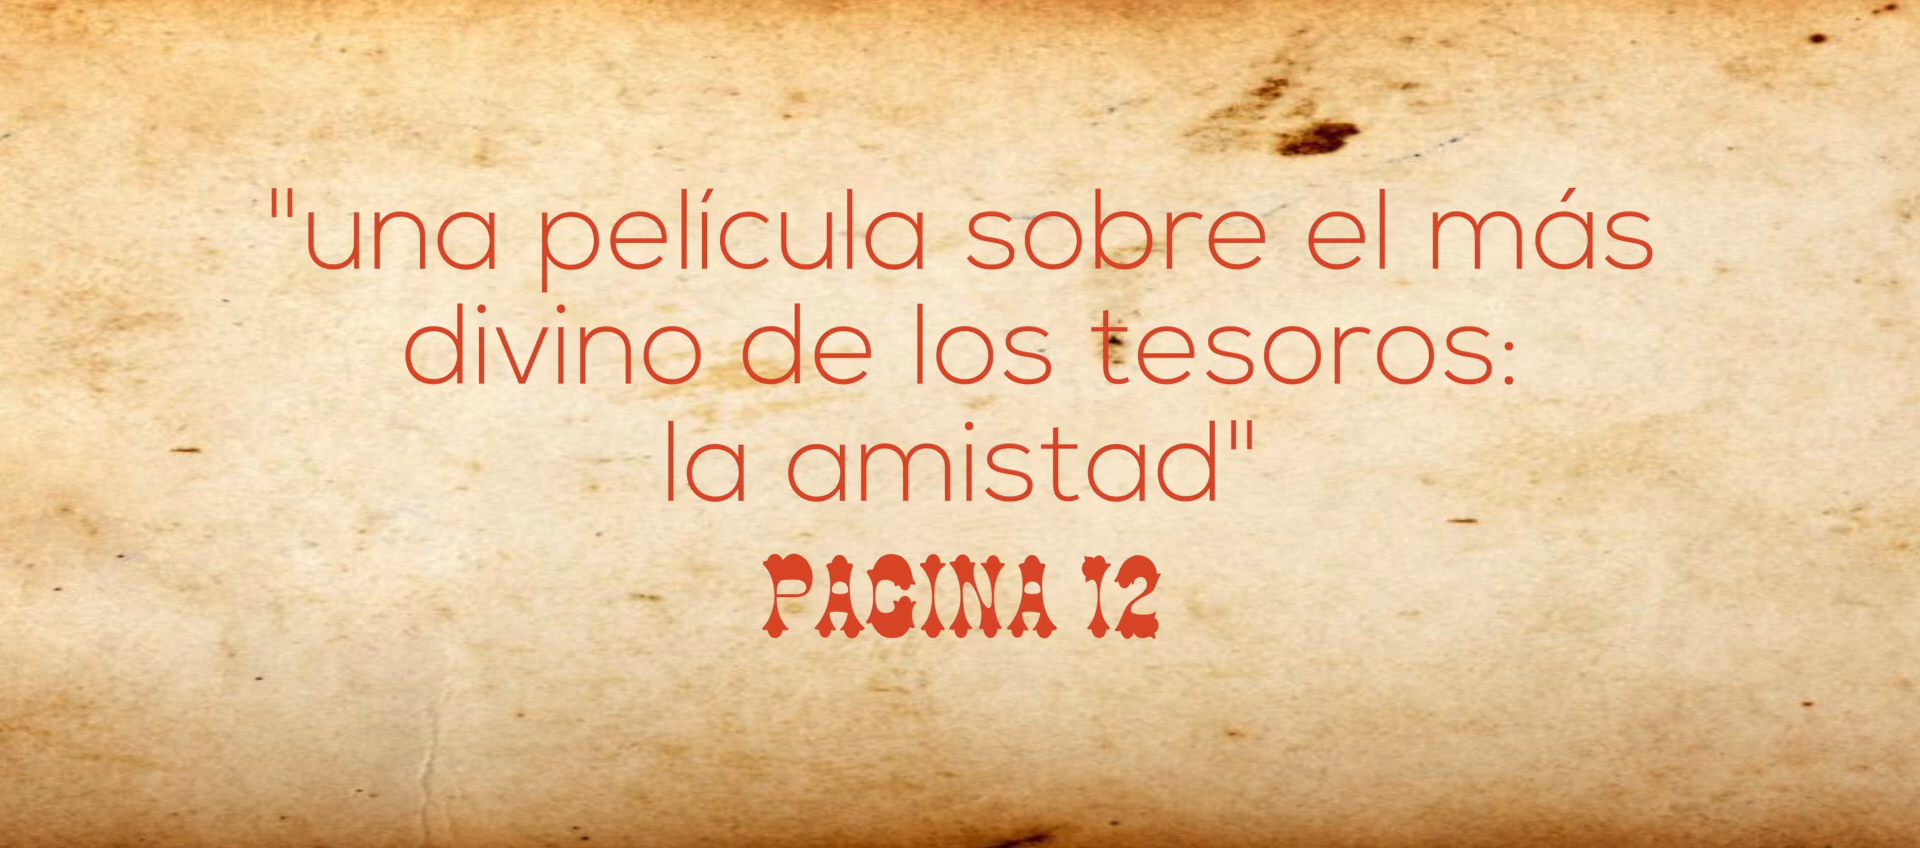 "una película sobre el más
divino de los tesoros:
la amistad"
PAGINA 12